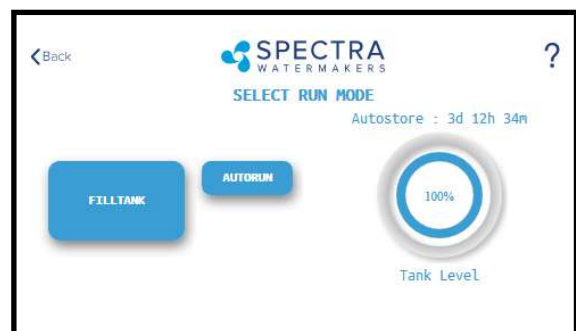 Back
SPECTRA
WATERMAKERS
?
SELECT RUN MODE
Autostore : 3d 12h 34m
FILLTANK
AUTORUN
100%
Tank Level